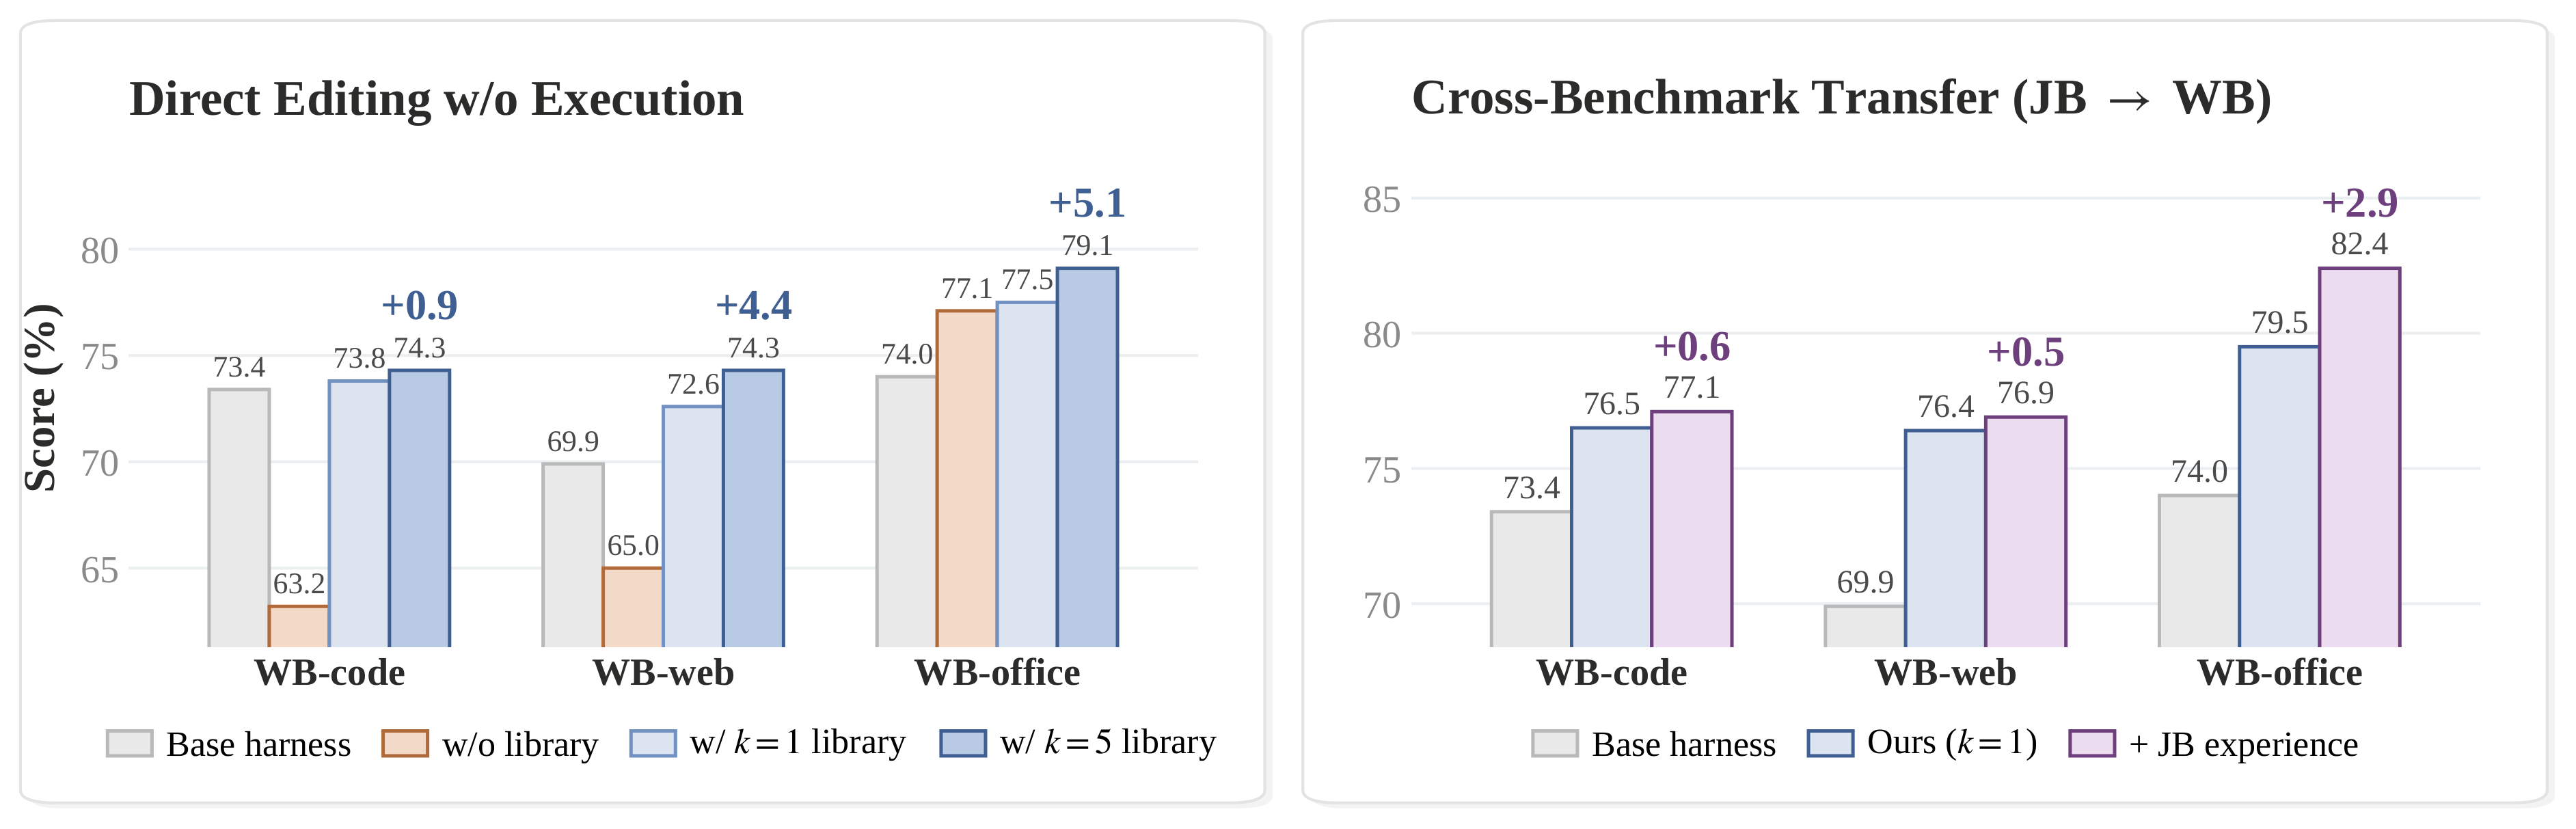 Direct Editing w/o Execution
Score (%)
80
75
70
65
73.4
63.2
73.8
74.3
+0.9
69.9
65.0
72.6
74.3
+4.4
74.0
77.1
77.5
79.1
+5.1
WB-code
WB-web
WB-office
Base harness
w/o library
w/ k=1 library
w/ k=5 library
Cross-Benchmark Transfer (JB → WB)
85
80
75
70
73.4
76.5
77.1
+0.6
69.9
76.4
76.9
+0.5
74.0
79.5
82.4
+2.9
WB-code
WB-web
WB-office
Base harness
Ours (k=1)
+ JB experience